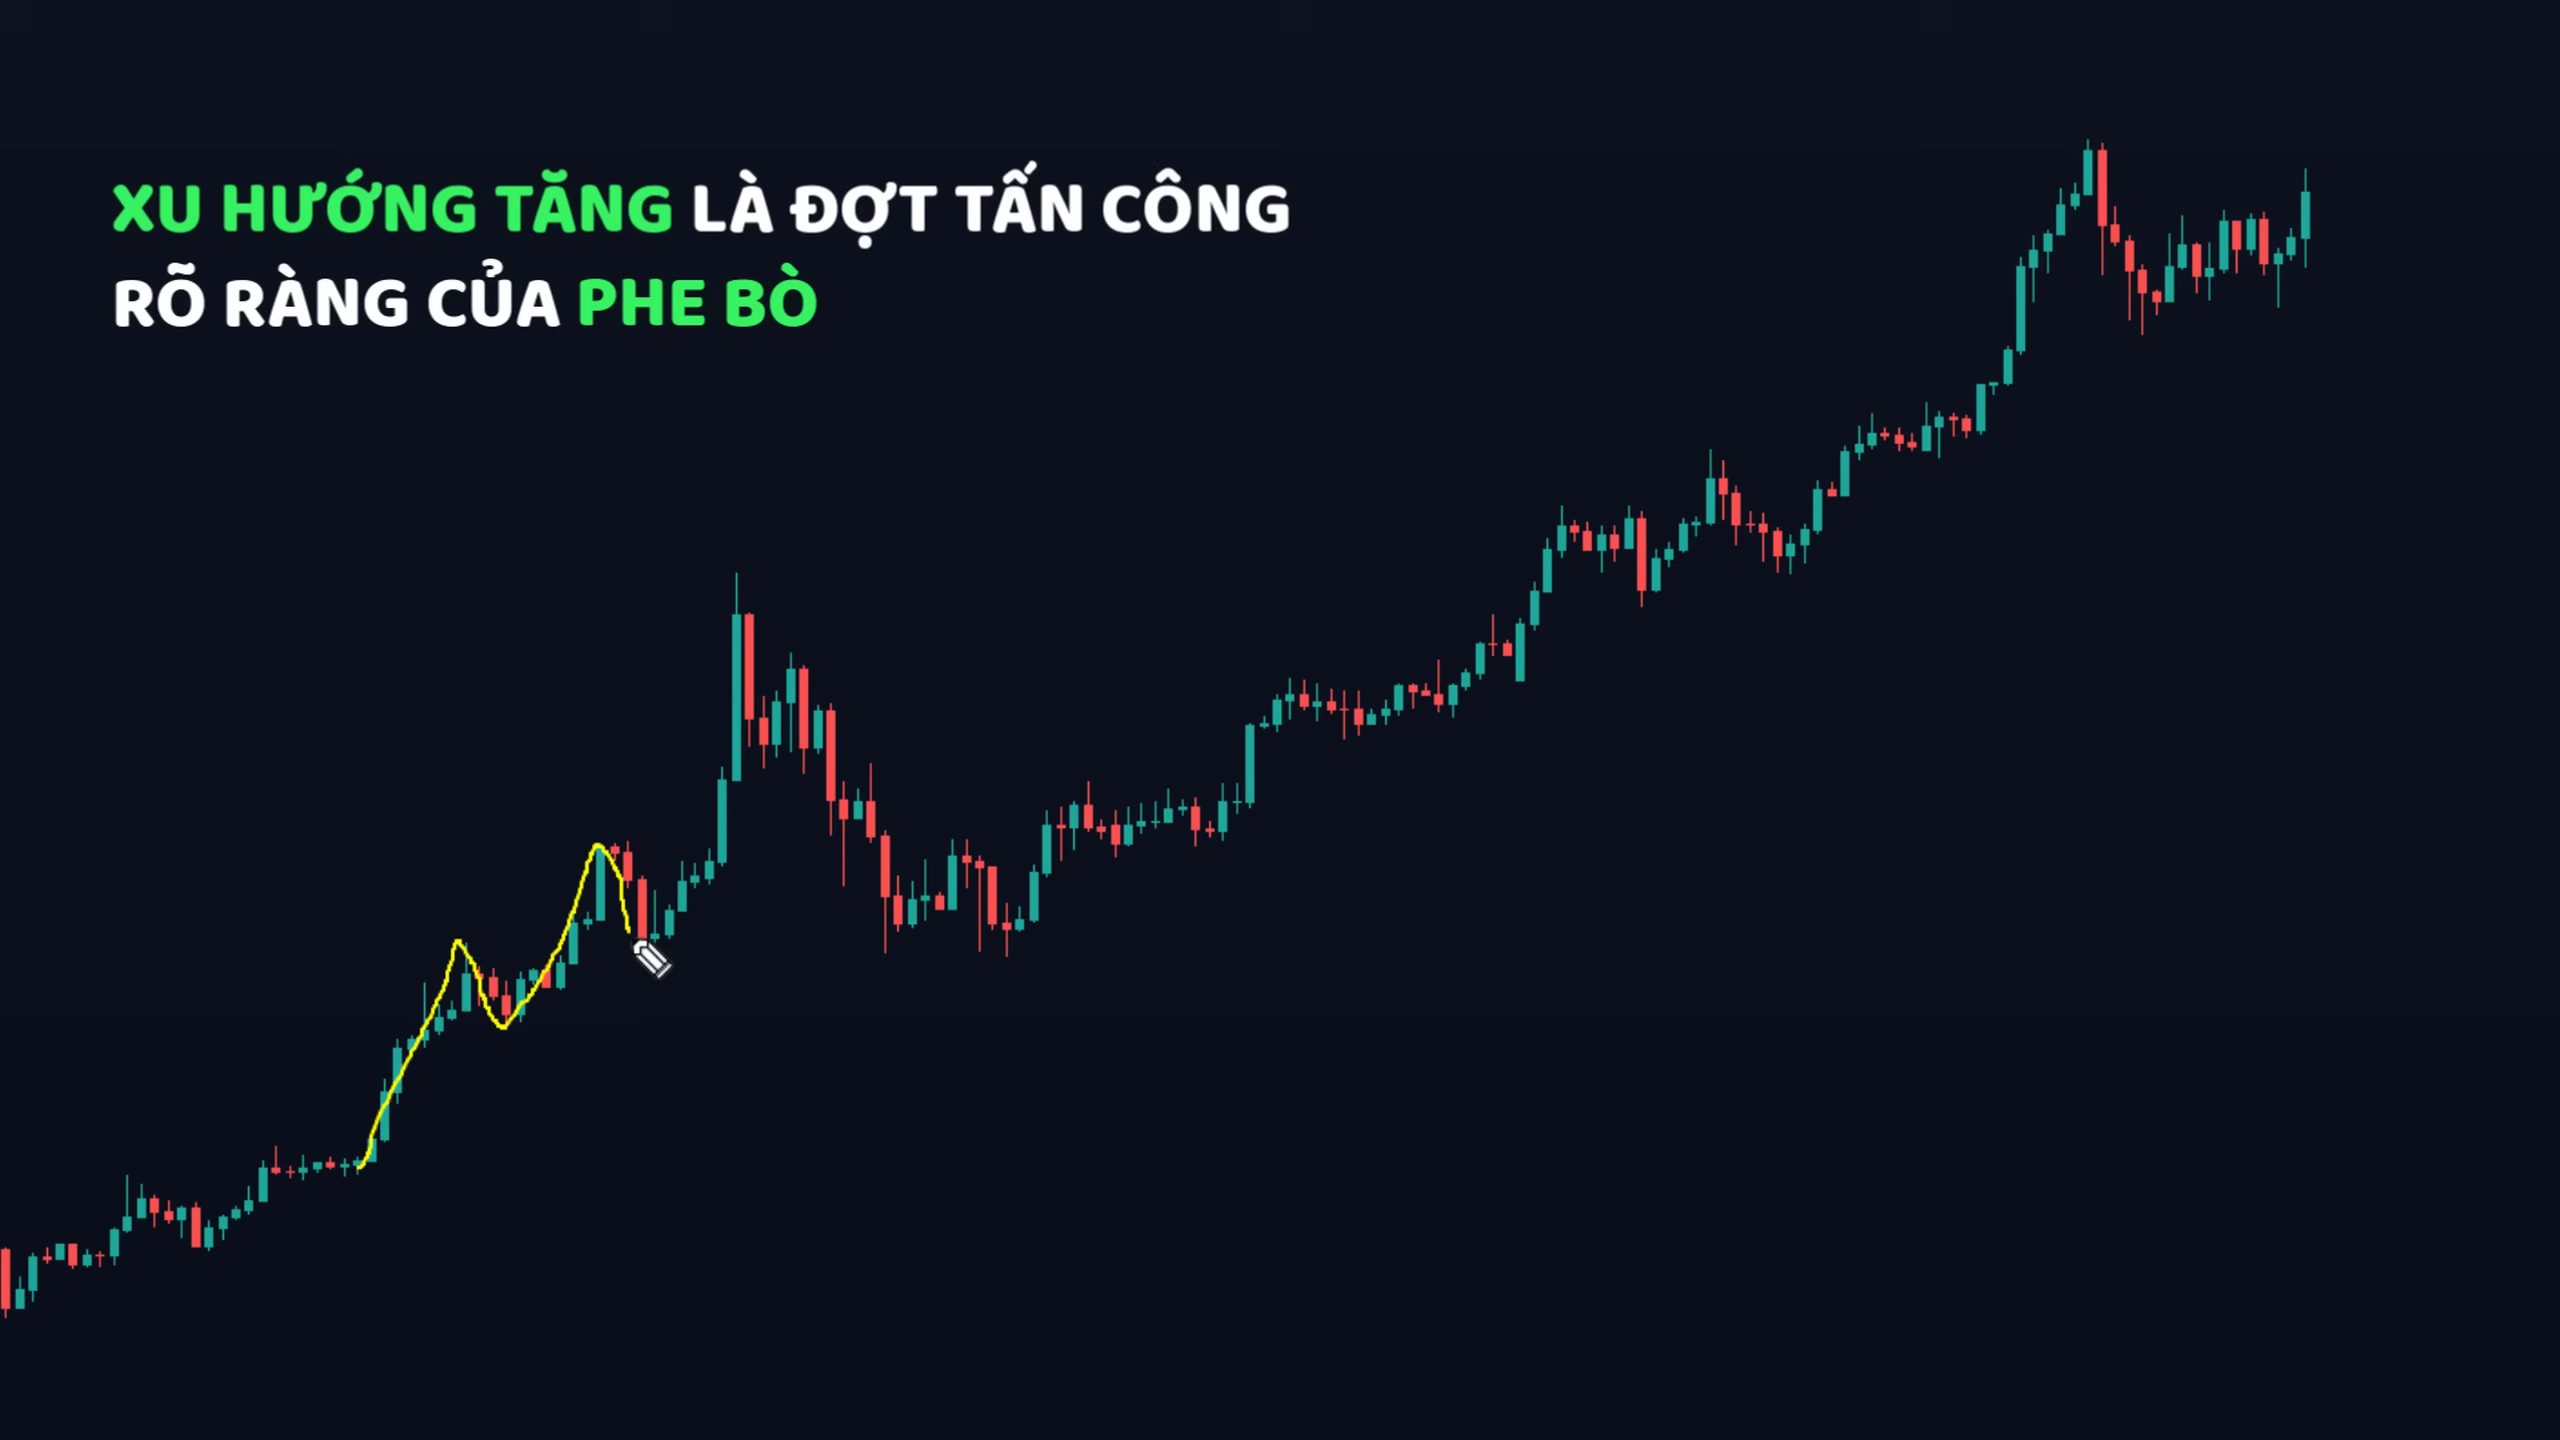 XU HƯỚNG TĂNG LÀ ĐỢT TẤN CÔNG
RÕ RÀNG CỦA PHE BÒ